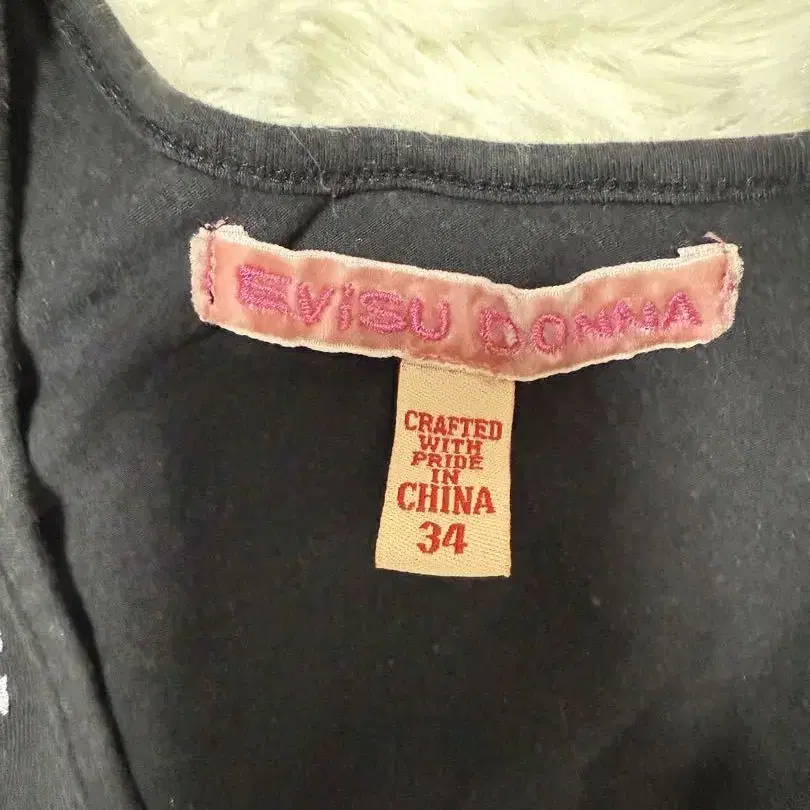 EViSU DONNA
CRAFTED
WITH
PRIDE
IN
CHINA
34